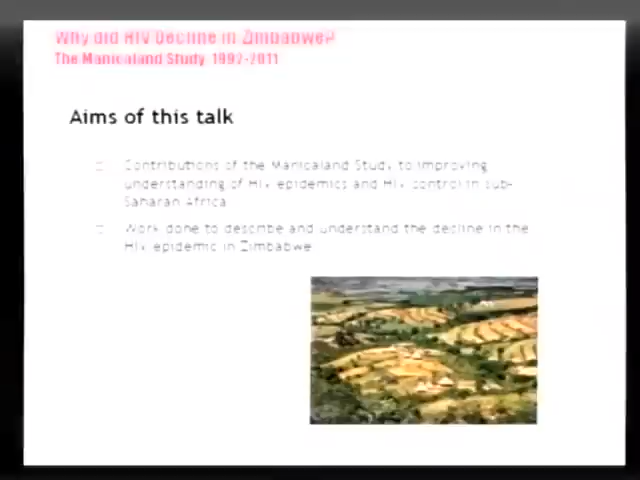 Why did HIV Decline in Zimbabwe?
The Manicaland Study, 1997-2011
Aims of this talk
Contributions of the Manicaland Study to improving
understanding of HIV epidemics and HIV control in sub-
Saharan Africa
Work done to describe and understand the decline in the
HIV epidemic in Zimbabwe